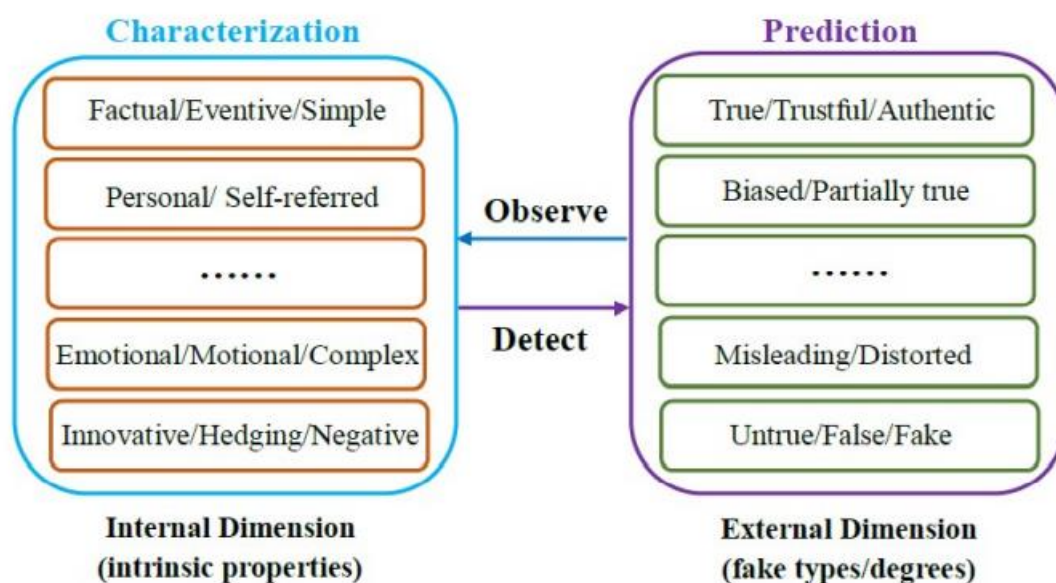 Characterization
Factual/Eventive/Simple
Personal/ Self-referred
......
Emotional/Motional/Complex
Innovative/Hedging/Negative
Internal Dimension
(intrinsic properties)
Observe
Detect
Prediction
True/Trustful/Authentic
Biased/Partially true
......
Misleading/Distorted
Untrue/False/Fake
External Dimension
(fake types/degrees)